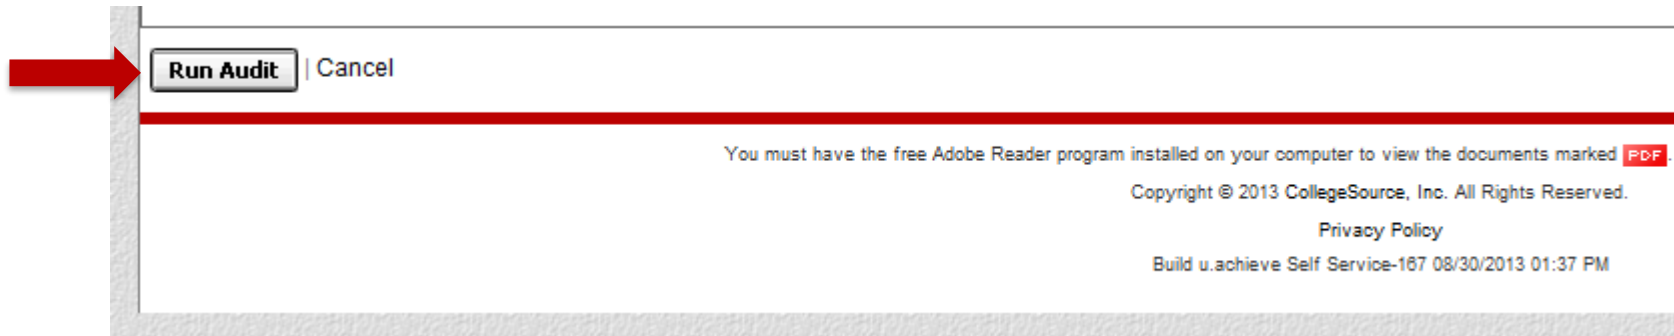 Run Audit | Cancel
You must have the free Adobe Reader program installed on your computer to view the documents marked PDF.
Copyright © 2013 CollegeSource, Inc. All Rights Reserved.
Privacy Policy
Build u.achieve Self Service-167 08/30/2013 01:37 PM